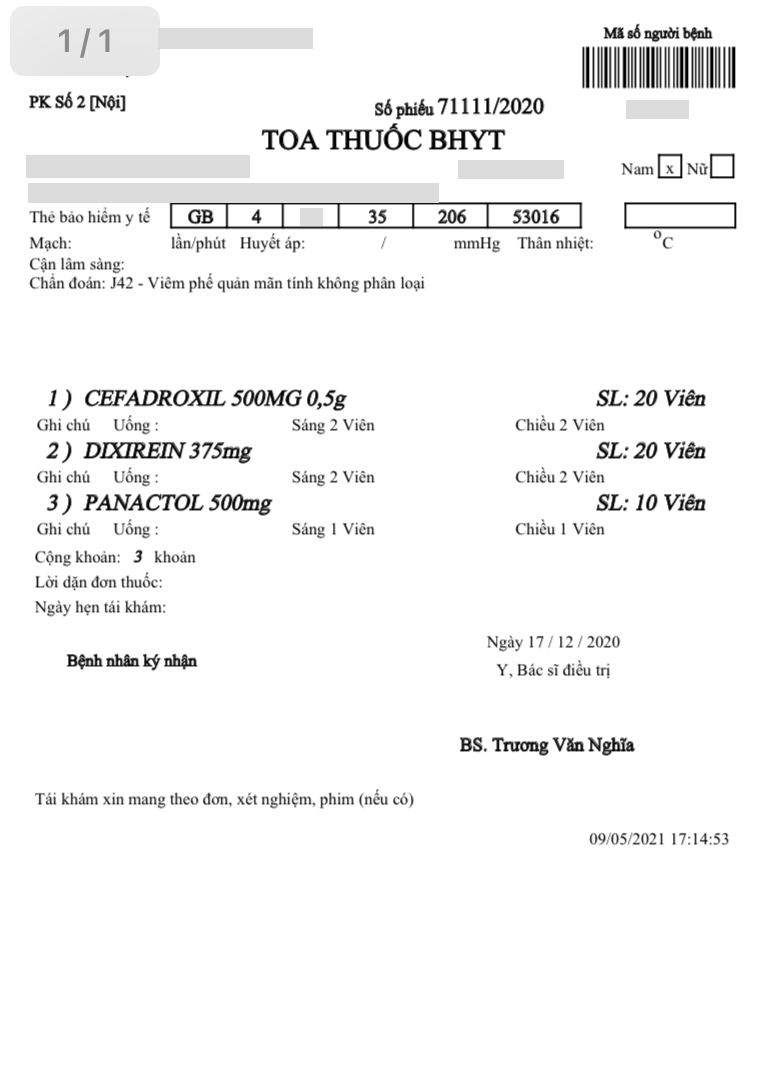 1/1
Mã số người bệnh
PK Số 2 [Nội]
Số phiếu 71111/2020
TOA THUỐC BHYT
Nam x Nữ
Thẻ bảo hiểm y tế GB 4 35 206 53016
Mạch: lần/phút Huyết áp: / mmHg Thân nhiệt: ºC
Cận lâm sàng:
Chẩn đoán: J42 - Viêm phế quản mãn tính không phân loại
1 ) CEFADROXIL 500MG 0,5g SL: 20 Viên
Ghi chú Uống : Sáng 2 Viên Chiều 2 Viên
2 ) DIXIREIN 375mg SL: 20 Viên
Ghi chú Uống : Sáng 2 Viên Chiều 2 Viên
3 ) PANACTOL 500mg SL: 10 Viên
Ghi chú Uống : Sáng 1 Viên Chiều 1 Viên
Cộng khoản: 3 khoản
Lời dặn đơn thuốc:
Ngày hẹn tái khám:
Ngày 17 / 12 / 2020
Bệnh nhân ký nhận
Y, Bác sĩ điều trị
BS. Trương Văn Nghĩa
Tái khám xin mang theo đơn, xét nghiệm, phim (nếu có)
09/05/2021 17:14:53